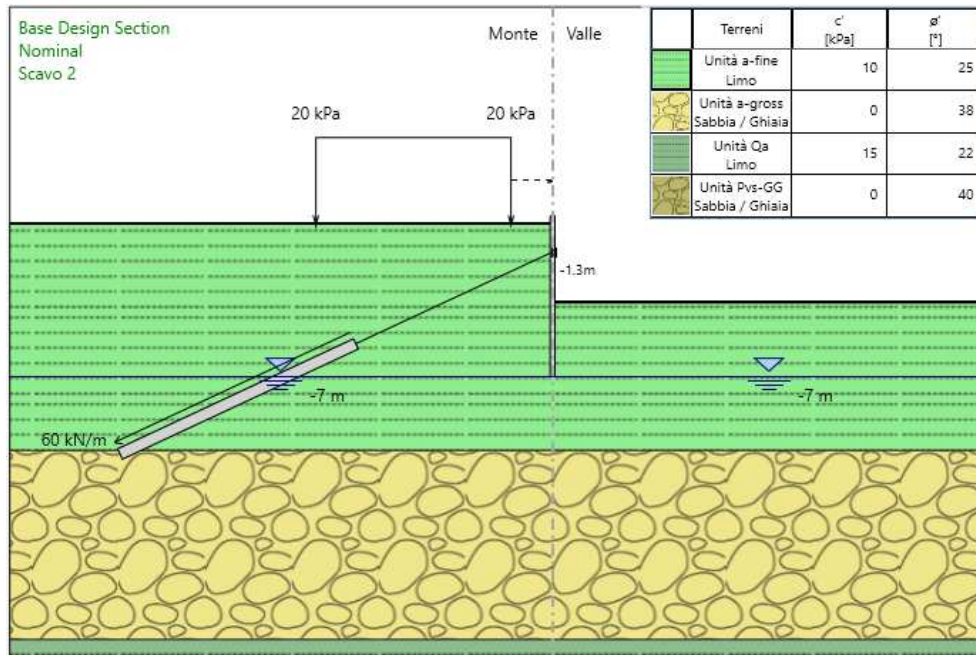 Base Design Section
Nominal
Scavo 2
Monte Valle
Terreni c' ø'
[kPa] [°]
Unità a-fine
Limo 10 25
Unità a-gross
Sabbia / Ghiaia 0 38
Unità Qa
Limo 15 22
Unità Pvs-GG
Sabbia / Ghiaia 0 40
20 kPa 20 kPa
-1.3m
-7 m -7 m
60 kN/m